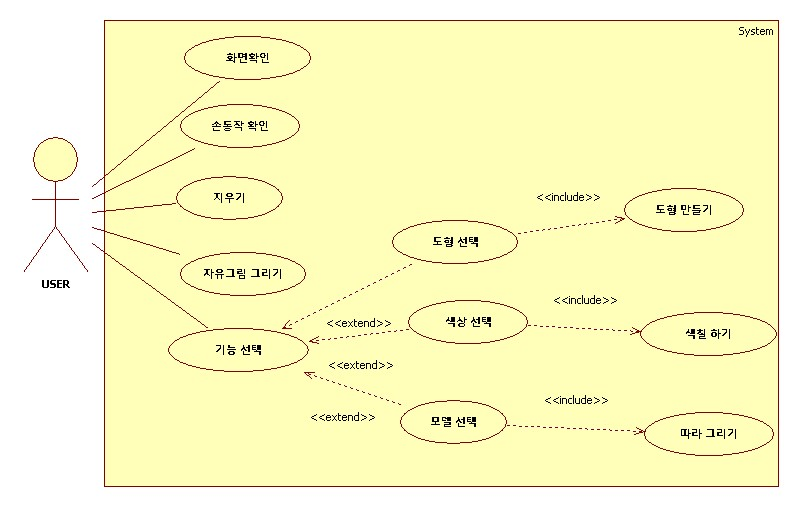 System
화면확인
손동작 확인
지우기
<<include>>
도형 만들기
도형 선택
자유그림 그리기
USER
<<include>>
<<extend>>
색상 선택
색칠 하기
기능 선택
<<extend>>
<<include>>
<<extend>>
모델 선택
따라 그리기